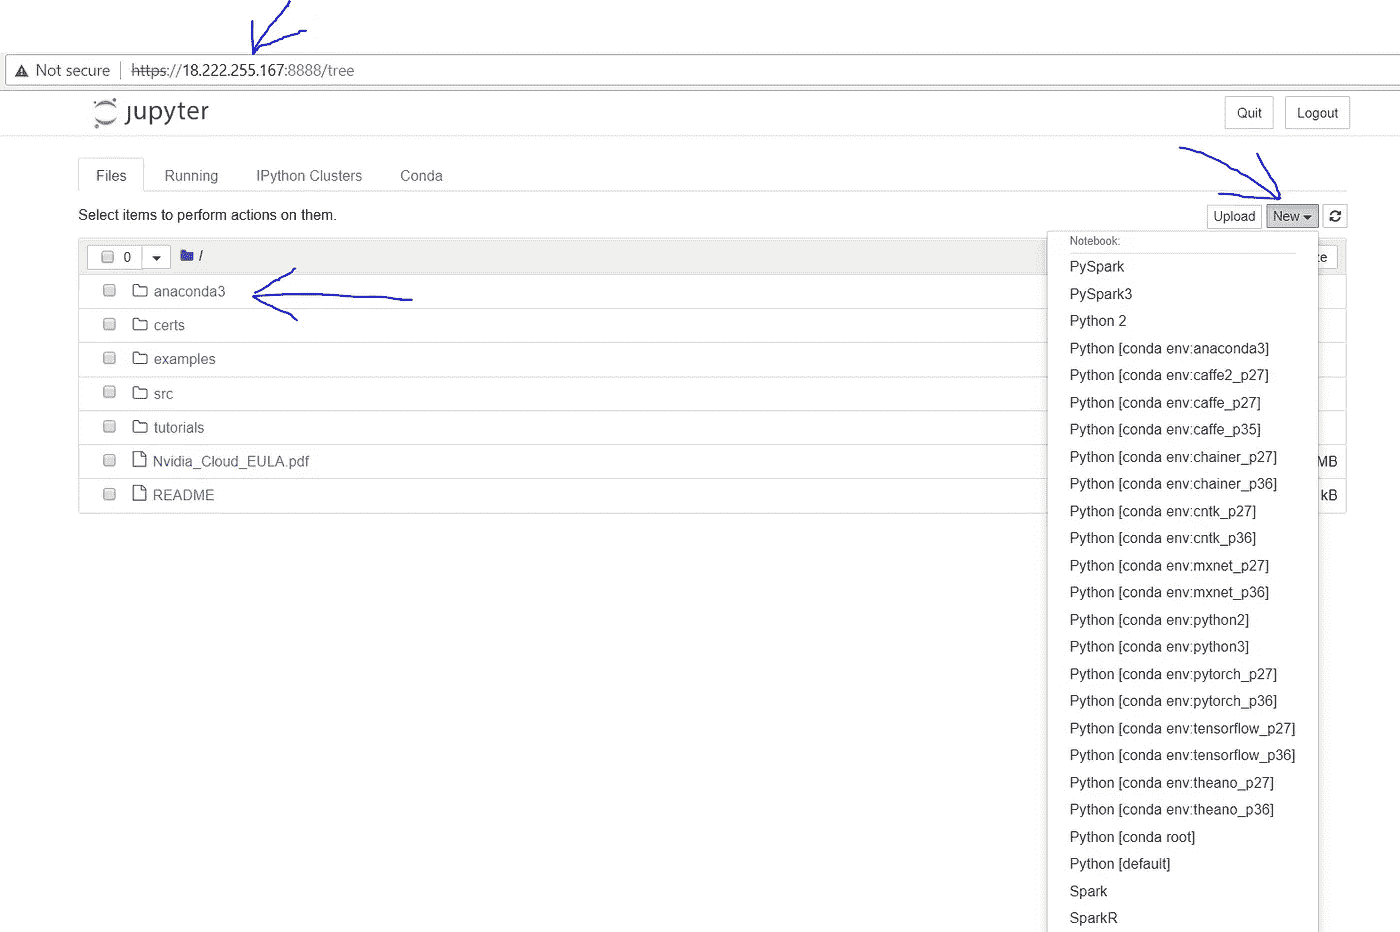 Not secure https://18.222.255.167:8888/tree
jupyter Quit Logout
Files Running IPython Clusters Conda
Select items to perform actions on them. Upload New
0 /
anaconda3
certs
examples
src
tutorials
Nvidia_Cloud_EULA.pdf MB
README kB
Notebook:
PySpark
PySpark3
Python 2
Python [conda env:anaconda3]
Python [conda env:caffe2_p27]
Python [conda env:caffe_p27]
Python [conda env:caffe_p35]
Python [conda env:chainer_p27]
Python [conda env:chainer_p36]
Python [conda env:cntk_p27]
Python [conda env:cntk_p36]
Python [conda env:mxnet_p27]
Python [conda env:mxnet_p36]
Python [conda env:python2]
Python [conda env:python3]
Python [conda env:pytorch_p27]
Python [conda env:pytorch_p36]
Python [conda env:tensorflow_p27]
Python [conda env:tensorflow_p36]
Python [conda env:theano_p27]
Python [conda env:theano_p36]
Python [conda root]
Python [default]
Spark
SparkR